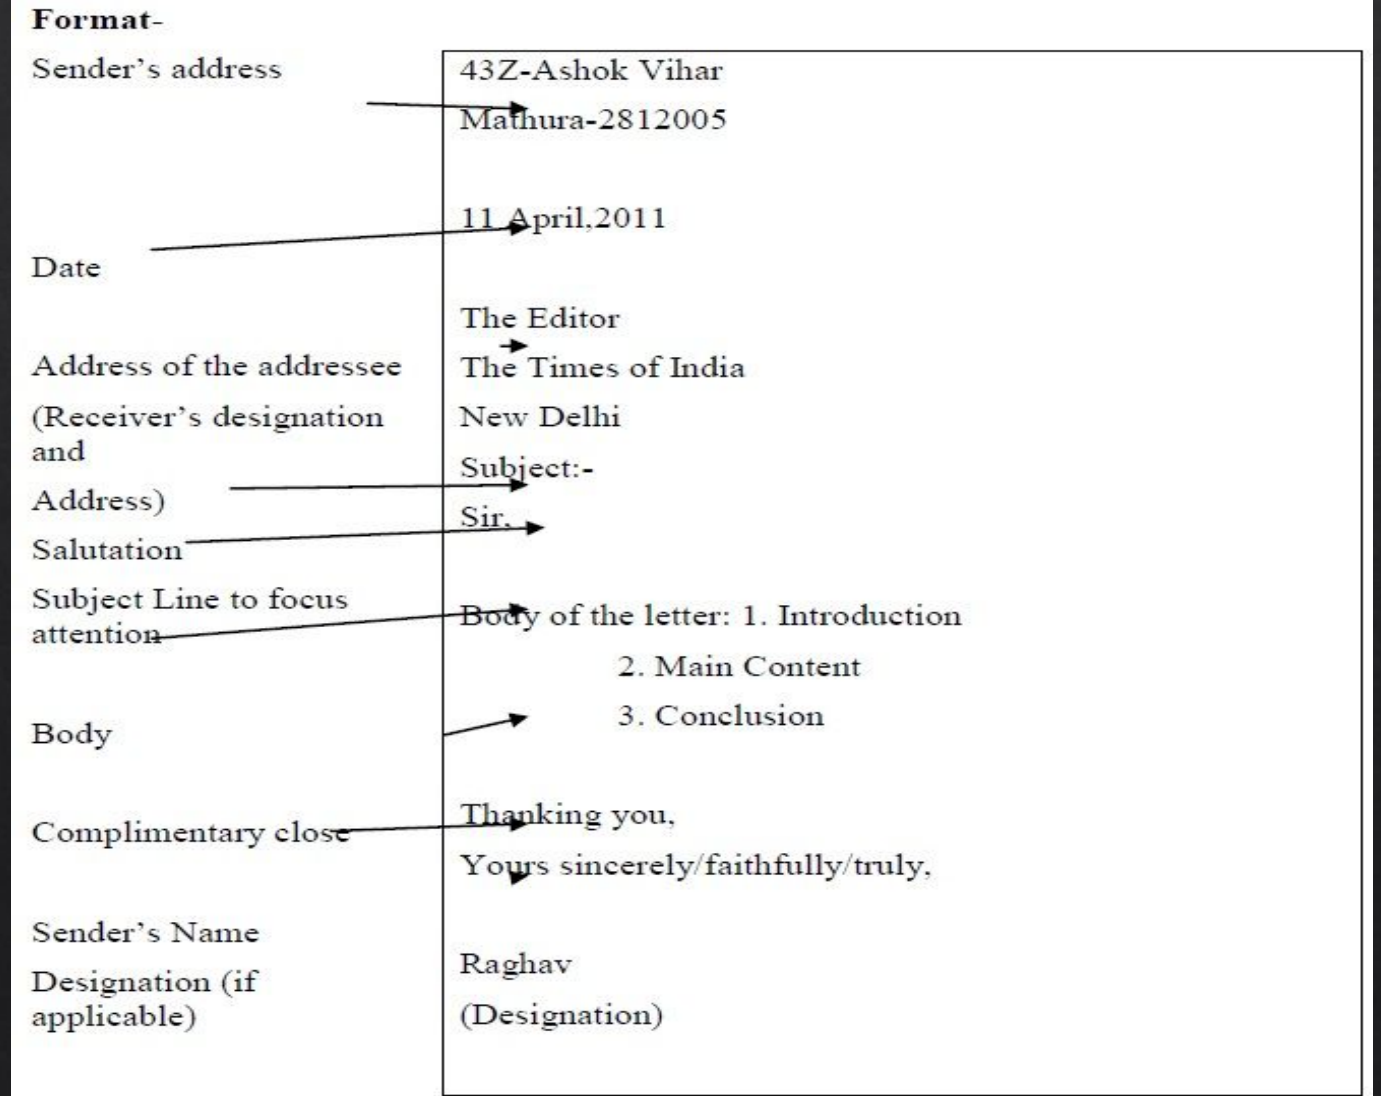 Format-
Sender's address
43Z-Ashok Vihar
Mathura-2812005
11 April,2011
Date
The Editor
Address of the addressee
The Times of India
(Receiver's designation
and
New Delhi
Subject:-
Address)
Sir,
Salutation
Subject Line to focus
attention
Body of the letter: 1. Introduction
2. Main Content
3. Conclusion
Body
Thanking you,
Complimentary close
Yours sincerely/faithfully/truly,
Sender's Name
Raghav
Designation (if
applicable)
(Designation)